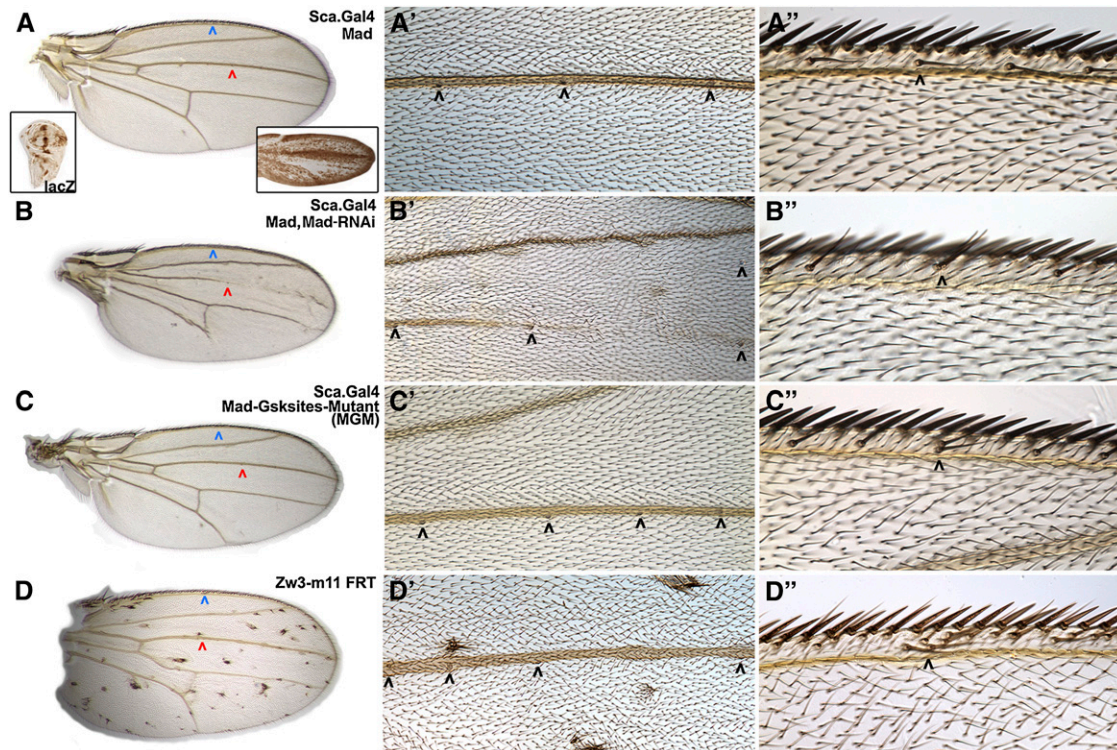 A
Sca.Gal4
Mad
A'
A"
lacZ
B
Sca.Gal4
Mad,Mad-RNAi
B'
B"
C
Sca.Gal4
Mad-Gsksites-Mutant
(MGM)
C'
C"
D
Zw3-m11 FRT
D'
D"